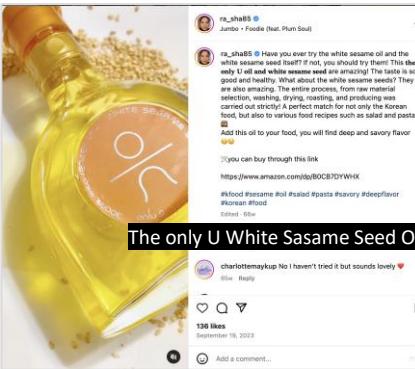 ra_sha85
Jumbo • Foodie (feat. Plum Soul)
ra_sha85 Have you ever try the white sesame oil and the
white sesame seed itself? If not, you should try them! This the
only U oil and white sesame seed are amazing! The taste is so
good and healthy. What about the white sesame seeds? They
are also amazing. The entire process, from raw material
selection, washing, drying, roasting, and producing was
carried out strictly! A perfect match for not only the Korean
food, but also to various food recipes such as salad and pasta
Add this oil to your food, you will find deep and savory flavor
you can buy through this link
https://www.amazon.com/dp/B0CB7DYWHX
#kfood #sesame #oil #salad #pasta #savory #deepflavor
#korean #food
Edited · 66w
The only U White Sasame Seed O
charlottemaykup No I haven't tried it but sounds lovely ❤️
65w Reply
136 likes
September 19, 2023
Add a comment...
WHITE SESA
100%